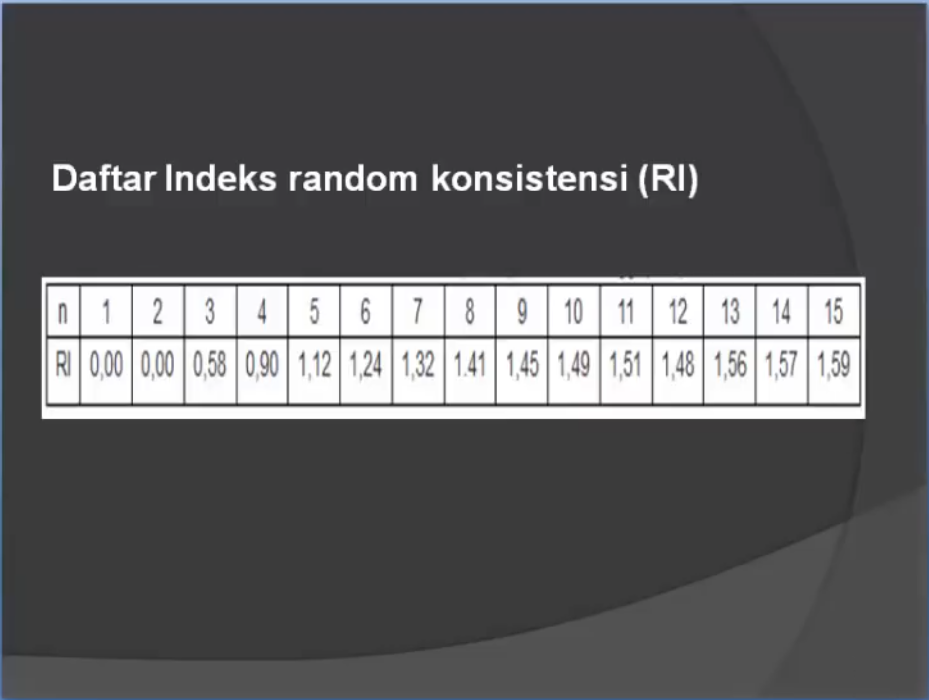 Daftar Indeks random konsistensi (RI)
n 1 2 3 4 5 6 7 8 9 10 11 12 13 14 15
RI 0,00 0,00 0,58 0,90 1,12 1,24 1,32 1.41 1,45 1,49 1,51 1,48 1,56 1,57 1,59